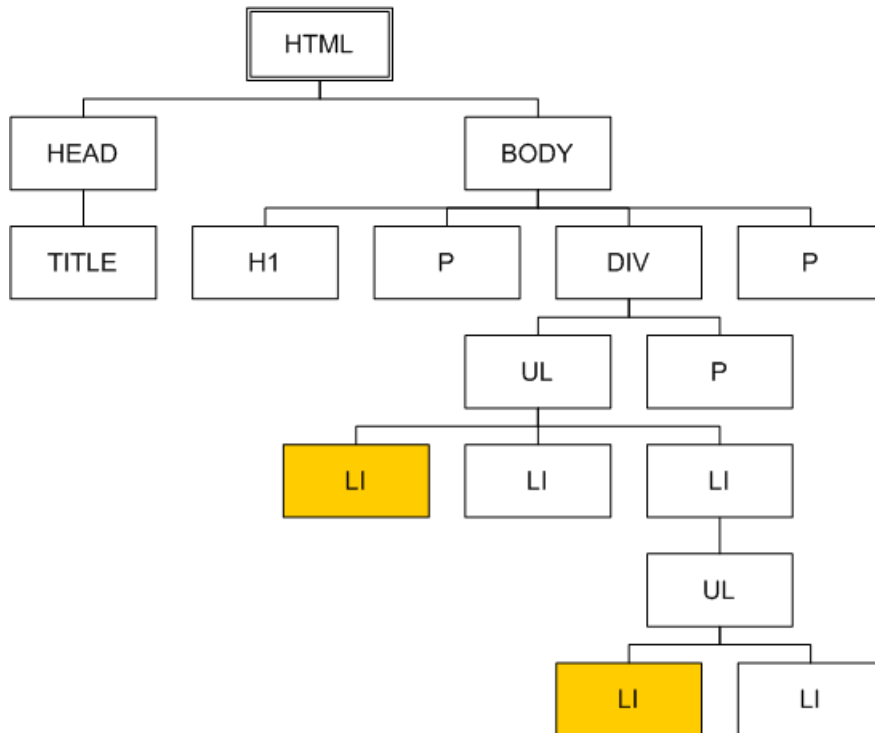 HTML
HEAD BODY
TITLE H1 P DIV P
UL P
LI LI LI
UL
LI LI